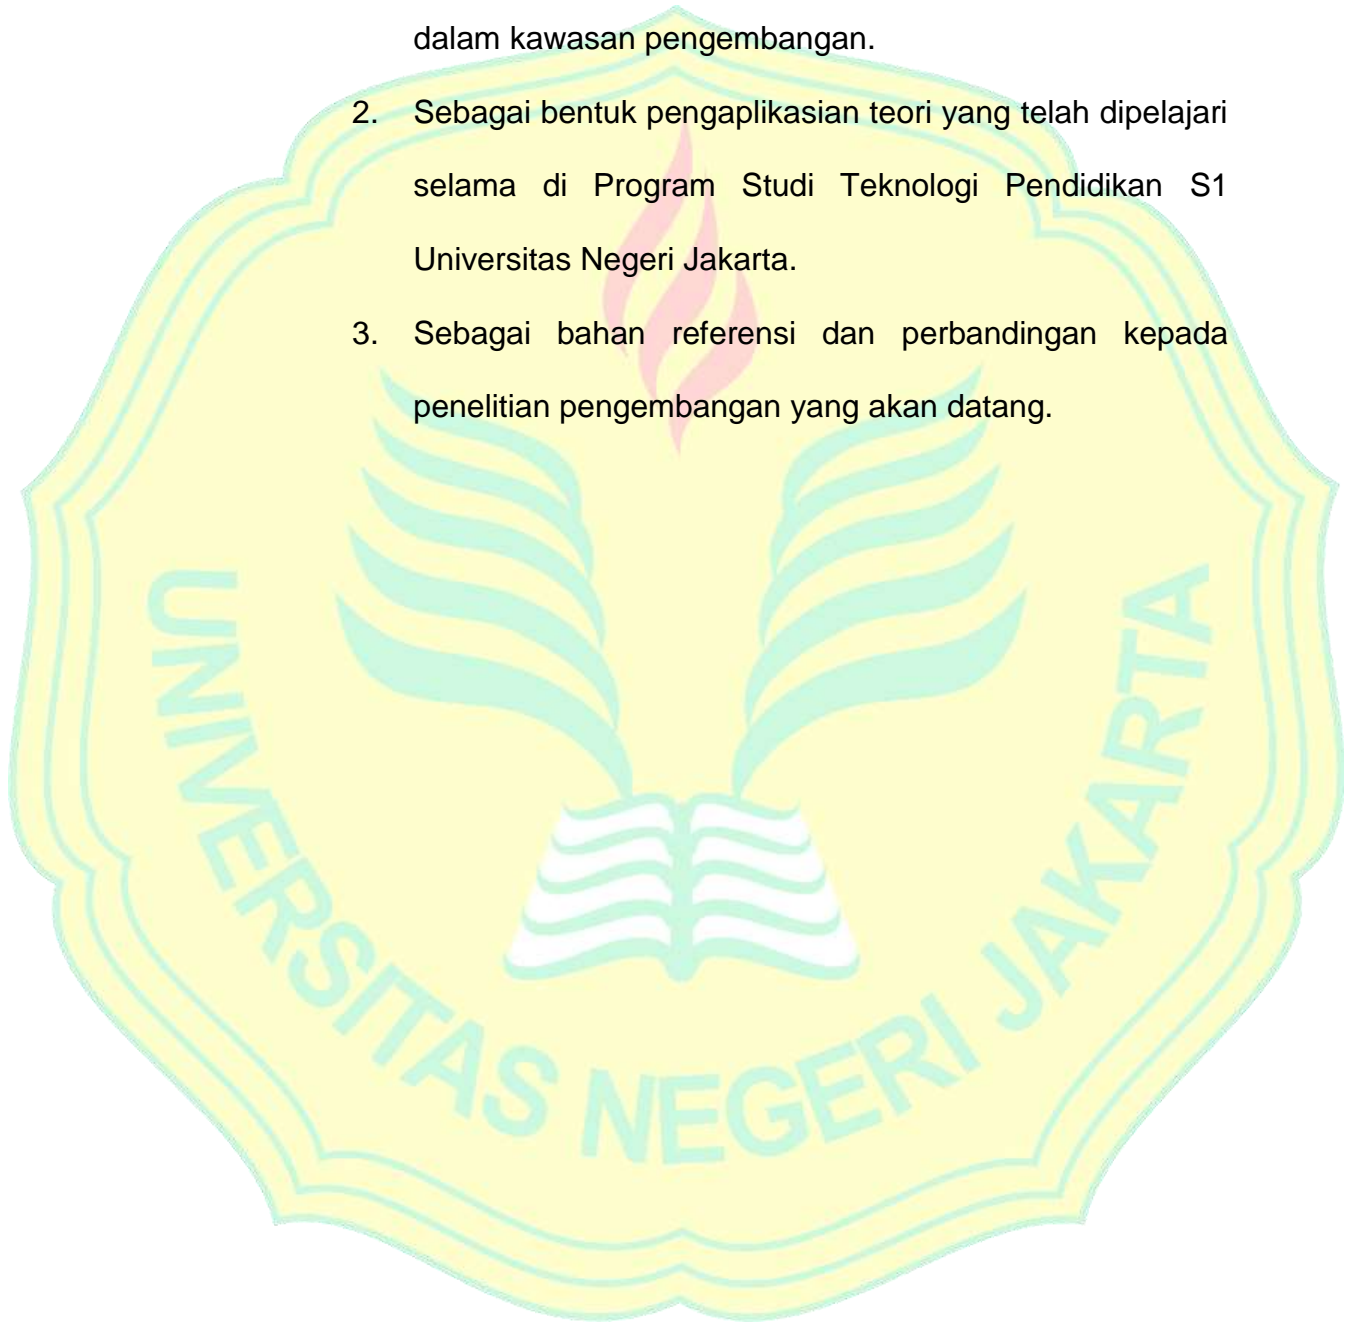 dalam kawasan pengembangan.
2. Sebagai bentuk pengaplikasian teori yang telah dipelajari
selama di Program Studi Teknologi Pendidikan S1
Universitas Negeri Jakarta.
3. Sebagai bahan referensi dan perbandingan kepada
penelitian pengembangan yang akan datang.
UNIVERSITAS NEGERI JAKARTA